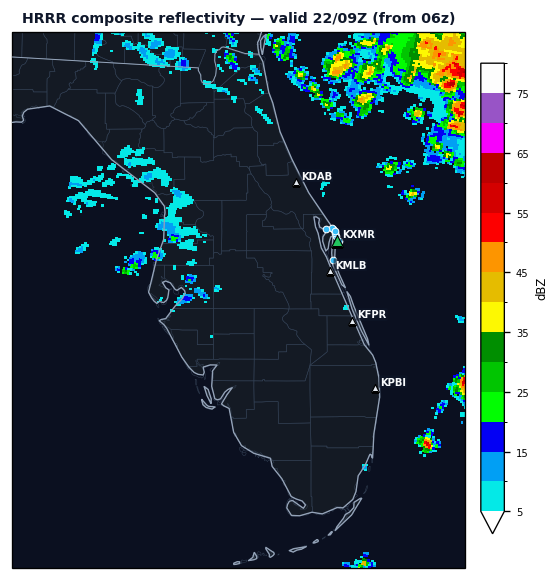 HRRR composite reflectivity — valid 22/09Z (from 06z)
KDAB
KXMR
KMLB
KFPR
KPBI
75
65
55
45
35
25
15
5
dBZ